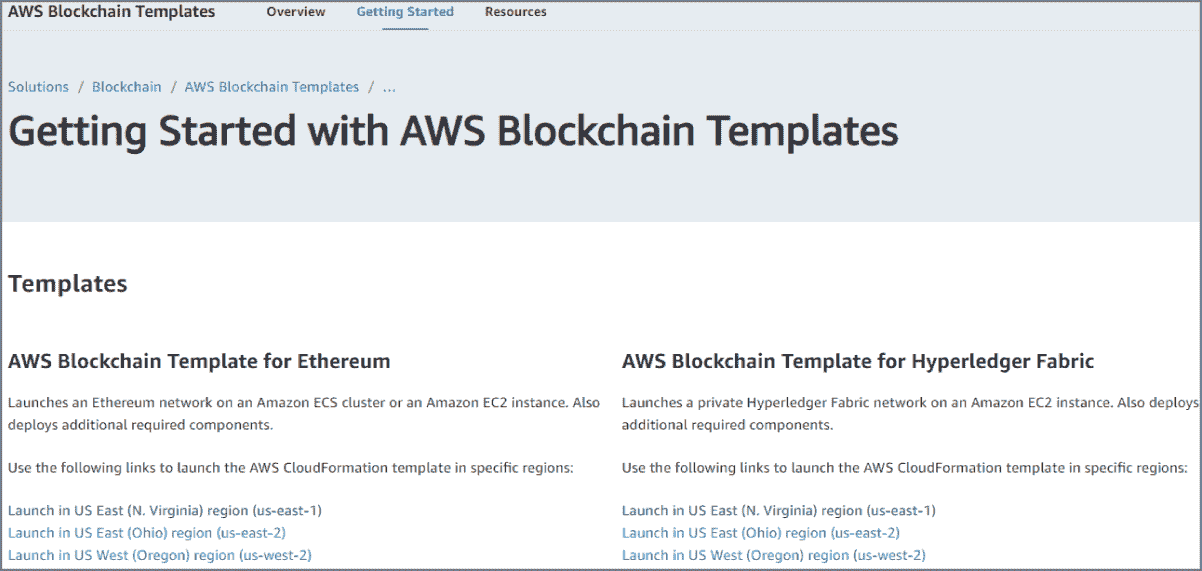 AWS Blockchain Templates Overview Getting Started Resources
Solutions / Blockchain / AWS Blockchain Templates / ...
Getting Started with AWS Blockchain Templates
Templates
AWS Blockchain Template for Ethereum
Launches an Ethereum network on an Amazon ECS cluster or an Amazon EC2 instance. Also
deploys additional required components.
Use the following links to launch the AWS CloudFormation template in specific regions:
Launch in US East (N. Virginia) region (us-east-1)
Launch in US East (Ohio) region (us-east-2)
Launch in US West (Oregon) region (us-west-2)
AWS Blockchain Template for Hyperledger Fabric
Launches a private Hyperledger Fabric network on an Amazon EC2 instance. Also deploys
additional required components.
Use the following links to launch the AWS CloudFormation template in specific regions:
Launch in US East (N. Virginia) region (us-east-1)
Launch in US East (Ohio) region (us-east-2)
Launch in US West (Oregon) region (us-west-2)